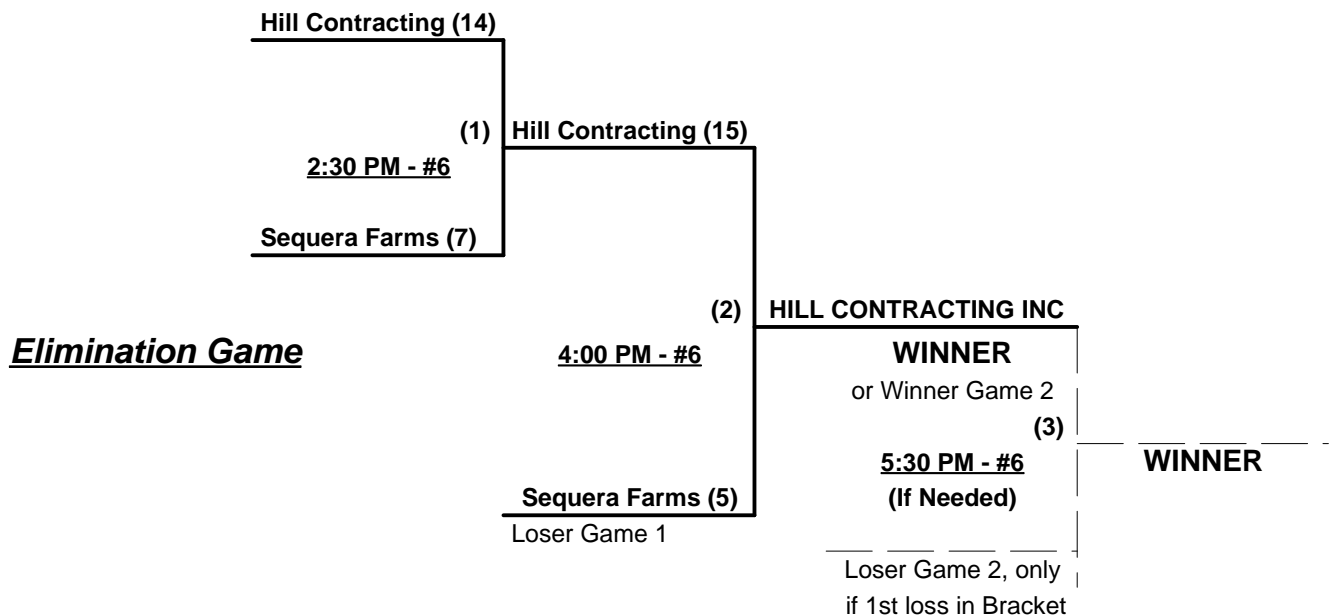 Hill Contracting (14)
(1)
Hill Contracting (15)
2:30 PM - #6
Sequera Farms (7)
(2)
HILL CONTRACTING INC
Elimination Game
4:00 PM - #6
WINNER
or Winner Game 2
(3)
5:30 PM - #6
WINNER
(If Needed)
Sequera Farms (5)
Loser Game 1
Loser Game 2, only
if 1st loss in Bracket